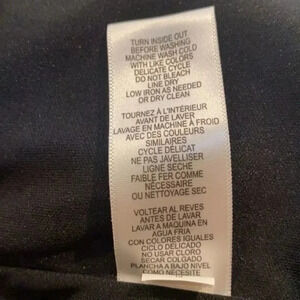 TURN INSIDE OUT
BEFORE WASHING
MACHINE WASH COLD
WITH LIKE COLORS
DELICATE CYCLE
DO NOT BLEACH
LINE DRY
LOW IRON AS NEEDED
OR DRY CLEAN
TOURNEZ À L'INTÉRIEUR
AVANT DE LAVER
LAVAGE EN MACHINE À FROID
AVEC DES COULEURS
SIMILAIRES
CYCLE DÉLICAT
NE PAS JAVELLISER
LIGNE SÈCHE
FAIBLE FER COMME
NÉCESSAIRE
OU NETTOYAGE SEC
VOLTEAR AL REVES
ANTES DE LAVAR
LAVAR A MAQUINA EN
AGUA FRIA
CON COLORES IGUALES
CICLO DELICADO
NO USAR CLORO
SECAR COLGADO
PLANCHA A BAJO NIVEL
COMO NECESITE